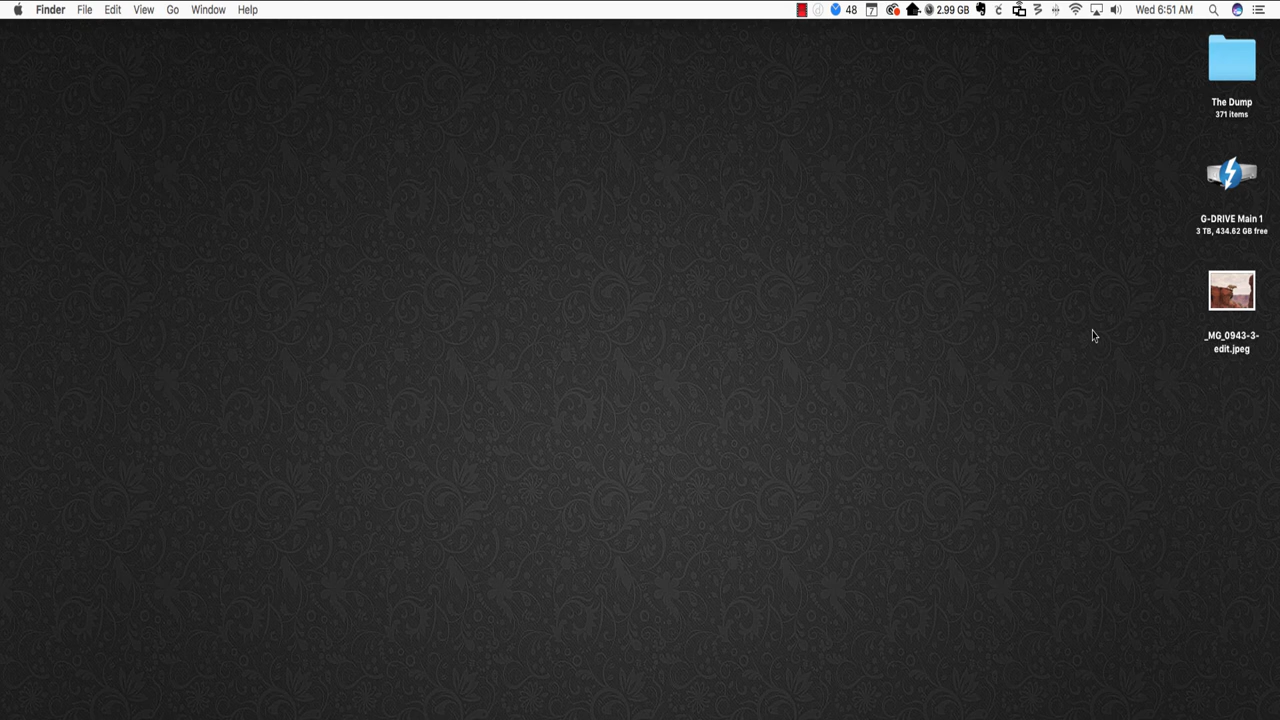 Finder File Edit View Go Window Help 48 7 2.99 GB Wed 6:51 AM
The Dump
371 items
G-DRIVE Main 1
3 TB, 434.62 GB free
_MG_0943-3-
edit.jpeg